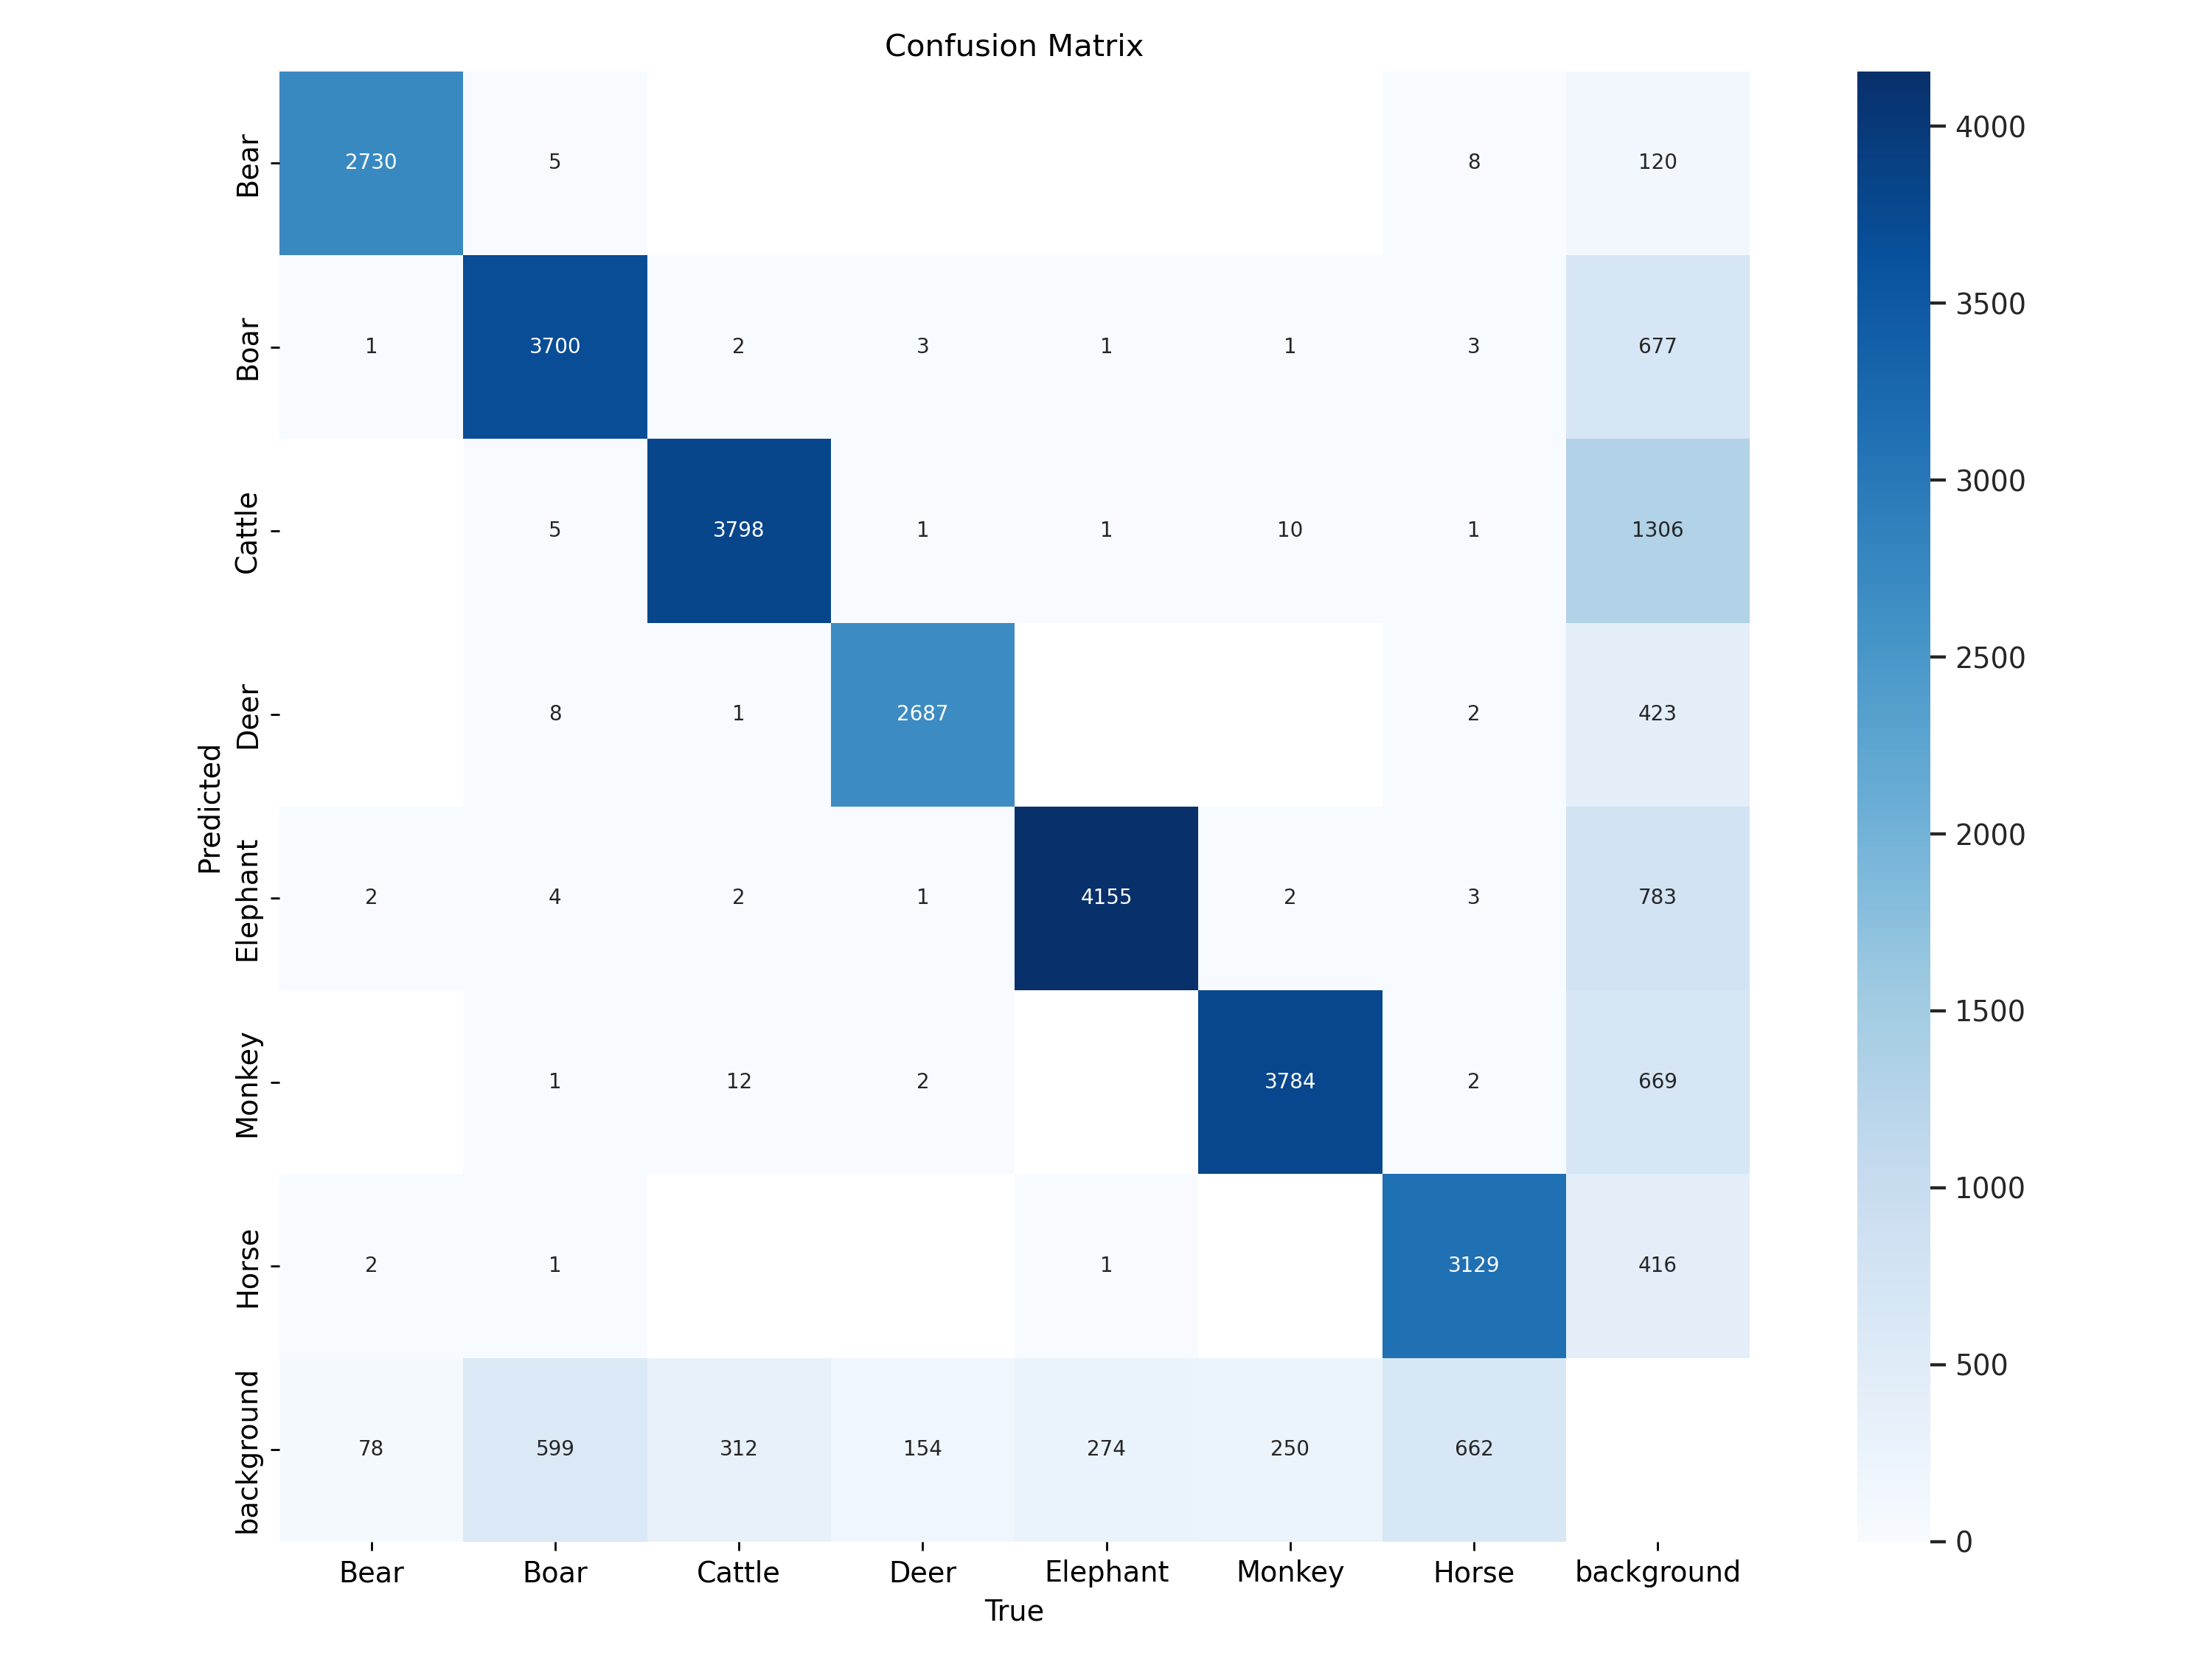 Confusion Matrix
Bear 2730 5 8 120
Boar 1 3700 2 3 1 1 3 677
Cattle 5 3798 1 1 10 1 1306
Deer 8 1 2687 2 423
Elephant 2 4 2 1 4155 2 3 783
Monkey 1 12 2 3784 2 669
Horse 2 1 1 3129 416
background 78 599 312 154 274 250 662
Predicted
Bear Boar Cattle Deer Elephant Monkey Horse background
True
4000
3500
3000
2500
2000
1500
1000
500
0